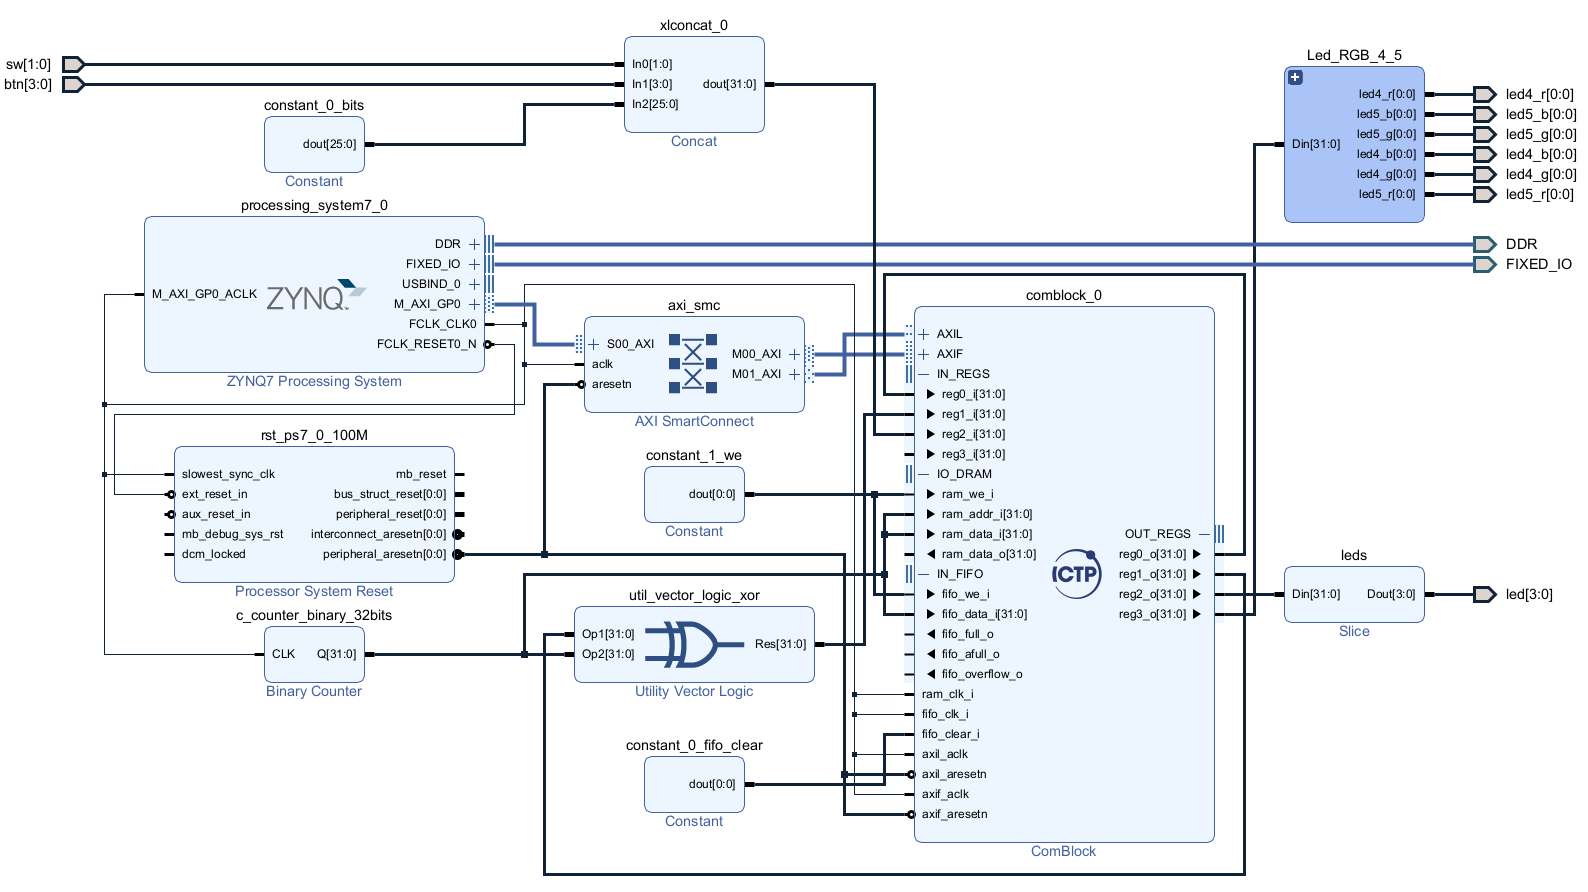 sw[1:0]
btn[3:0]
xlconcat_0
In0[1:0]
In1[3:0]
In2[25:0]
dout[31:0]
Concat
constant_0_bits
dout[25:0]
Constant
Led_RGB_4_5
Din[31:0]
led4_r[0:0]
led5_b[0:0]
led5_g[0:0]
led4_b[0:0]
led4_g[0:0]
led5_r[0:0]
led4_r[0:0]
led5_b[0:0]
led5_g[0:0]
led4_b[0:0]
led4_g[0:0]
led5_r[0:0]
DDR
FIXED_IO
processing_system7_0
M_AXI_GP0_ACLK
ZYNQ
DDR
FIXED_IO
USBIND_0
M_AXI_GP0
FCLK_CLK0
FCLK_RESET0_N
ZYNQ7 Processing System
axi_smc
S00_AXI
aclk
aresetn
M00_AXI
M01_AXI
AXI SmartConnect
rst_ps7_0_100M
slowest_sync_clk
ext_reset_in
aux_reset_in
mb_debug_sys_rst
dcm_locked
mb_reset
bus_struct_reset[0:0]
peripheral_reset[0:0]
interconnect_aresetn[0:0]
peripheral_aresetn[0:0]
Processor System Reset
constant_1_we
dout[0:0]
Constant
c_counter_binary_32bits
CLK
Q[31:0]
Binary Counter
util_vector_logic_xor
Op1[31:0]
Op2[31:0]
Res[31:0]
Utility Vector Logic
constant_0_fifo_clear
dout[0:0]
Constant
comblock_0
AXIL
AXIF
IN_REGS
reg0_i[31:0]
reg1_i[31:0]
reg2_i[31:0]
reg3_i[31:0]
IO_DRAM
ram_we_i
ram_addr_i[31:0]
ram_data_i[31:0]
ram_data_o[31:0]
IN_FIFO
fifo_we_i
fifo_data_i[31:0]
fifo_full_o
fifo_afull_o
fifo_overflow_o
ram_clk_i
fifo_clk_i
fifo_clear_i
axil_aclk
axil_aresetn
axif_aclk
axif_aresetn
ICTP
OUT_REGS
reg0_o[31:0]
reg1_o[31:0]
reg2_o[31:0]
reg3_o[31:0]
ComBlock
leds
Din[31:0]
Dout[3:0]
Slice
led[3:0]